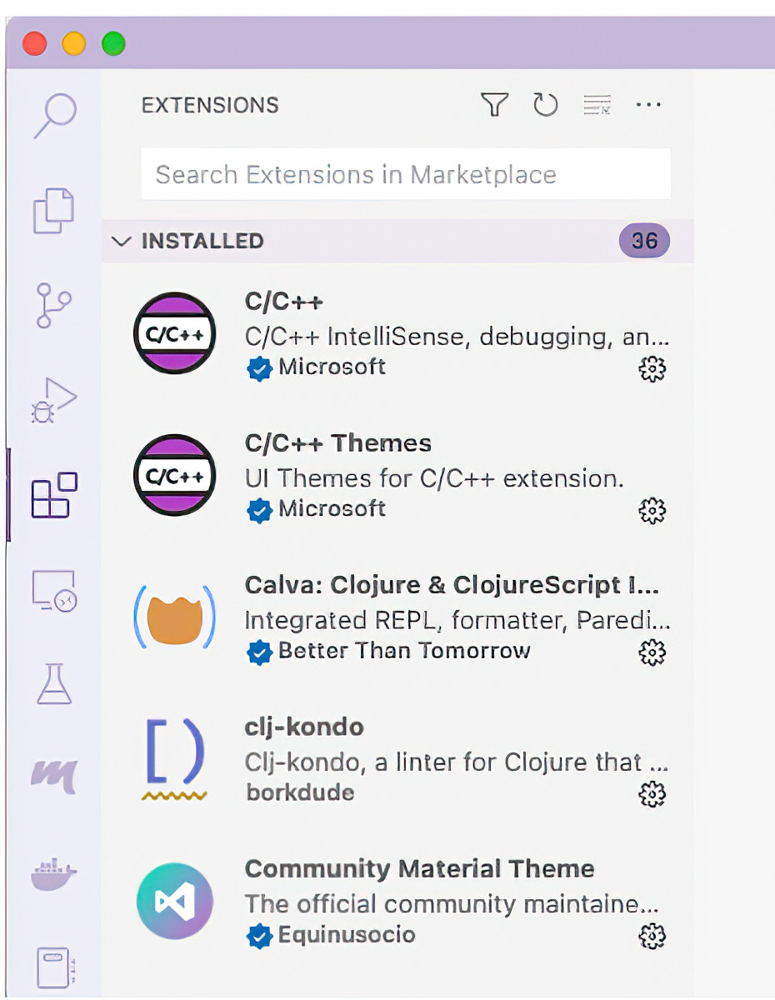 EXTENSIONS
Search Extensions in Marketplace
INSTALLED 36
C/C++
C/C++
C/C++ IntelliSense, debugging, an...
Microsoft
C/C++ Themes
C/C++
UI Themes for C/C++ extension.
Microsoft
Calva: Clojure & ClojureScript I...
Integrated REPL, formatter, Paredi...
Better Than Tomorrow
clj-kondo
Clj-kondo, a linter for Clojure that ...
borkdude
Community Material Theme
The official community maintaine...
Equinusocio